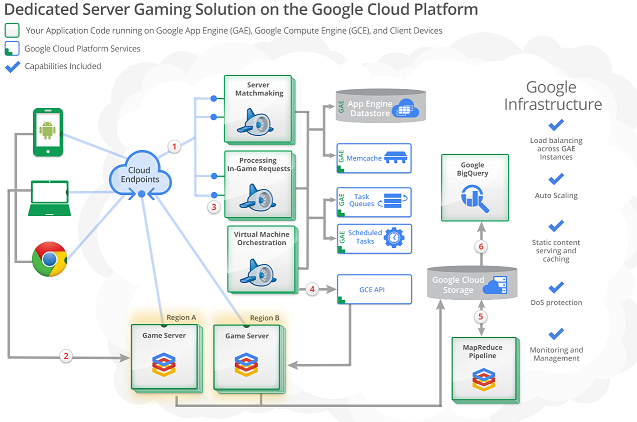 Dedicated Server Gaming Solution on the Google Cloud Platform
Your Application Code running on Google App Engine (GAE), Google Compute Engine (GCE), and Client Devices
Google Cloud Platform Services
Capabilities Included
Server
Matchmaking
GAE
App Engine
Datastore
Google
Infrastructure
1
Cloud
Endpoints
Processing
In-Game Requests
GAE
Memcache
Google
BigQuery
Load balancing
across GAE
Instances
3
GAE
Task
Queues
Auto Scaling
Virtual Machine
Orchestration
GAE
Scheduled
Tasks
6
Static content
serving and
caching
4
GCE API
Google Cloud
Storage
DoS protection
Region A
Region B
5
2
Game Server
Game Server
MapReduce
Pipeline
Monitoring and
Management